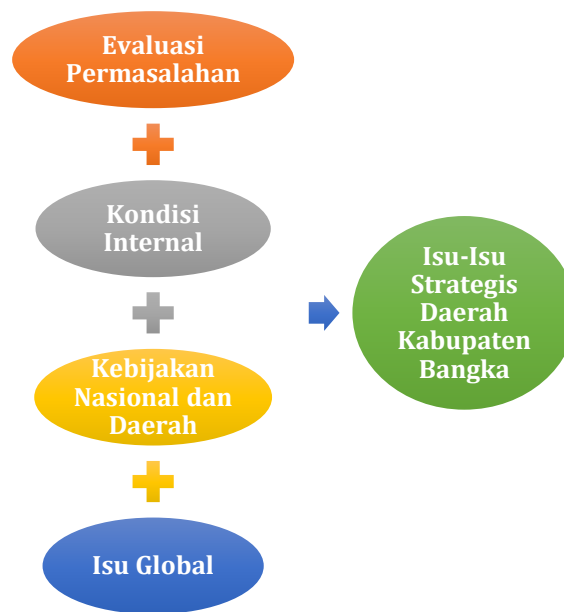 Evaluasi
Permasalahan
Kondisi
Internal
Kebijakan
Nasional dan
Daerah
Isu Global
Isu-Isu
Strategis
Daerah
Kabupaten
Bangka